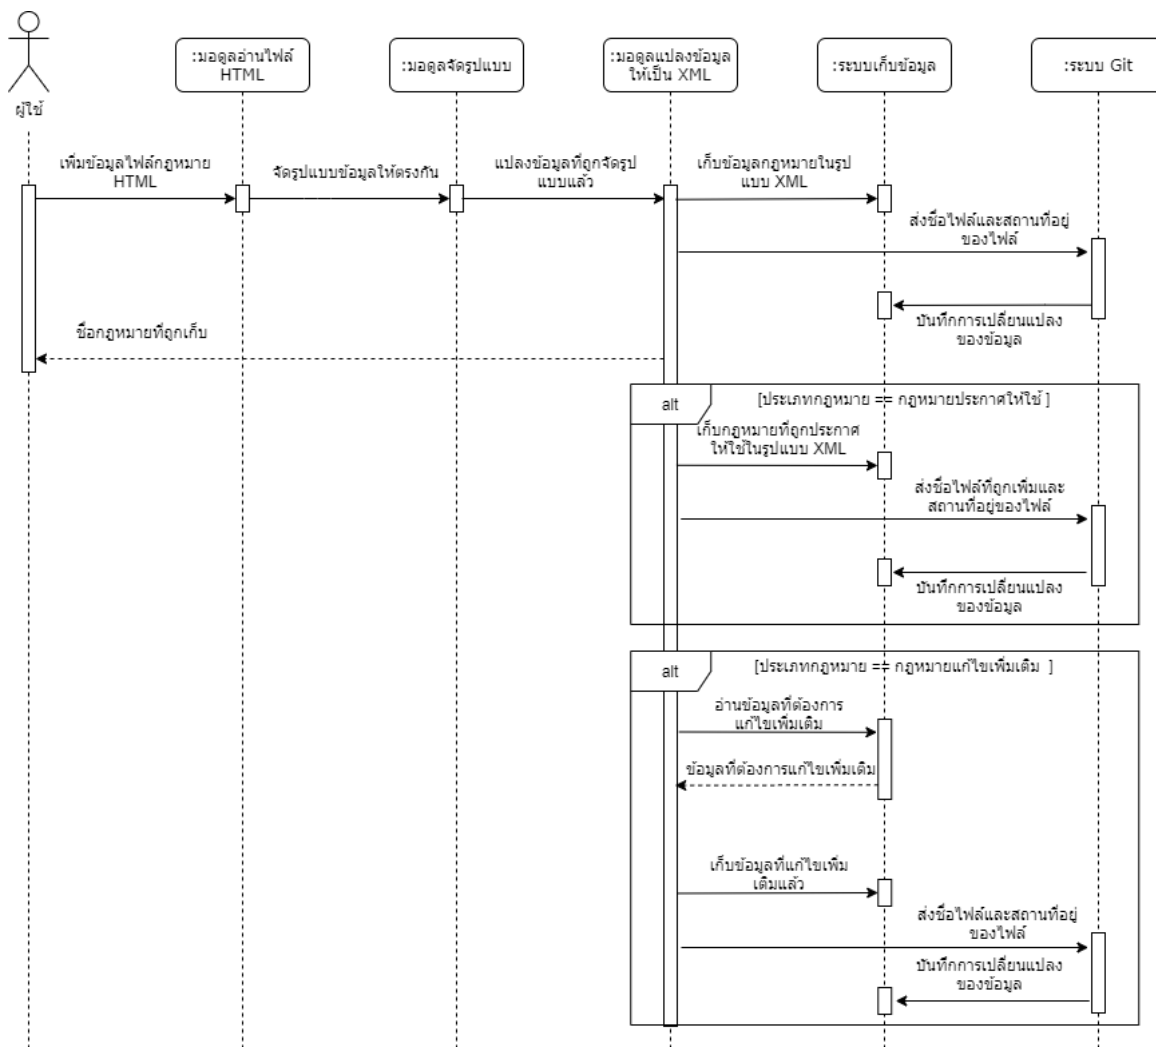 :มอดูลอ่านไฟล์
HTML
:มอดูลจัดรูปแบบ
:มอดูลแปลงข้อมูล
ให้เป็น XML
:ระบบเก็บข้อมูล
:ระบบ Git
ผู้ใช้
เพิ่มข้อมูลไฟล์กฎหมาย
HTML
จัดรูปแบบข้อมูลให้ตรงกัน
แปลงข้อมูลที่ถูกจัดรูป
แบบแล้ว
เก็บข้อมูลกฎหมายในรูป
แบบ XML
ส่งชื่อไฟล์และสถานที่อยู่
ของไฟล์
บันทึกการเปลี่ยนแปลง
ของข้อมูล
ชื่อกฎหมายที่ถูกเก็บ
alt
[ประเภทกฎหมาย == กฎหมายประกาศให้ใช้ ]
เก็บกฎหมายที่ถูกประกาศ
ให้ใช้ในรูปแบบ XML
ส่งชื่อไฟล์ที่ถูกเพิ่มและ
สถานที่อยู่ของไฟล์
บันทึกการเปลี่ยนแปลง
ของข้อมูล
alt
[ประเภทกฎหมาย == กฎหมายแก้ไขเพิ่มเติม ]
อ่านข้อมูลที่ต้องการ
แก้ไขเพิ่มเติม
ข้อมูลที่ต้องการแก้ไขเพิ่มเติม
เก็บข้อมูลที่แก้ไขเพิ่ม
เติมแล้ว
ส่งชื่อไฟล์และสถานที่อยู่
ของไฟล์
บันทึกการเปลี่ยนแปลง
ของข้อมูล